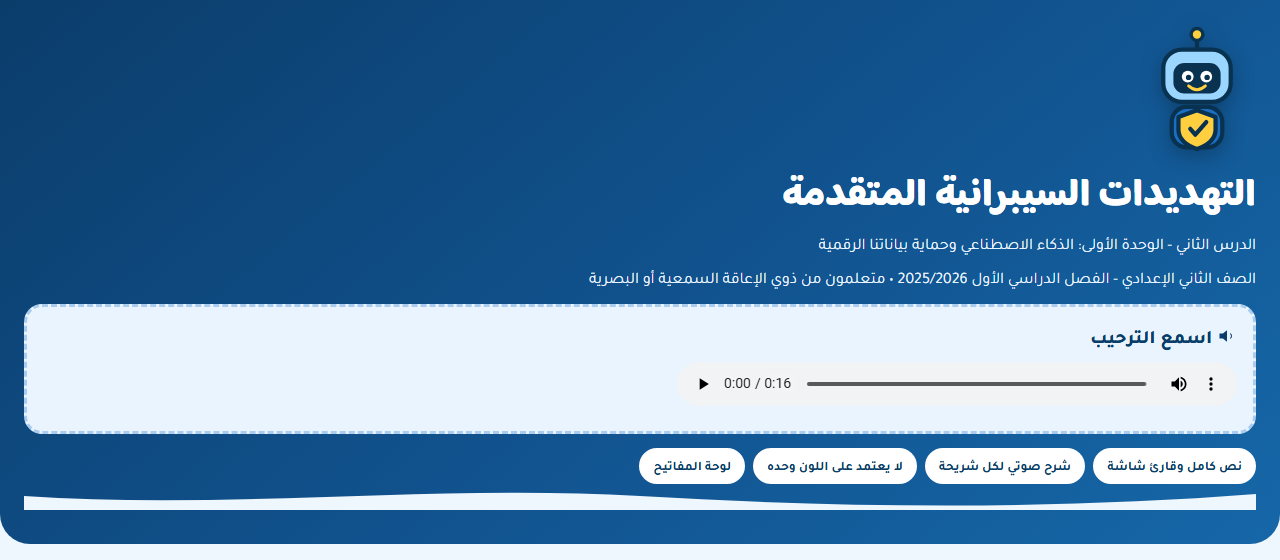 التهديدات السيبرانية المتقدمة
الدرس الثاني - الوحدة الأولى: الذكاء الاصطناعي وحماية بياناتنا الرقمية
الصف الثاني الإعدادي - الفصل الدراسي الأول 2025/2026 • متعلمون من ذوي الإعاقة السمعية أو البصرية
اسمع الترحيب
0:00 / 0:16
نص كامل وقارئ شاشة
شرح صوتي لكل شريحة
لا يعتمد على اللون وحده
لوحة المفاتيح